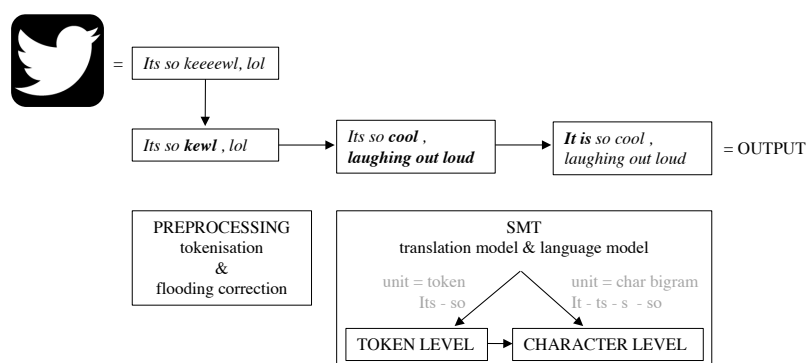 = Its so keeeewl, lol
Its so kewl , lol
Its so cool ,
laughing out loud
It is so cool ,
laughing out loud
= OUTPUT
PREPROCESSING
tokenisation
&
flooding correction
SMT
translation model & language model
unit = token
Its - so
unit = char bigram
It - ts - s - so
TOKEN LEVEL
CHARACTER LEVEL